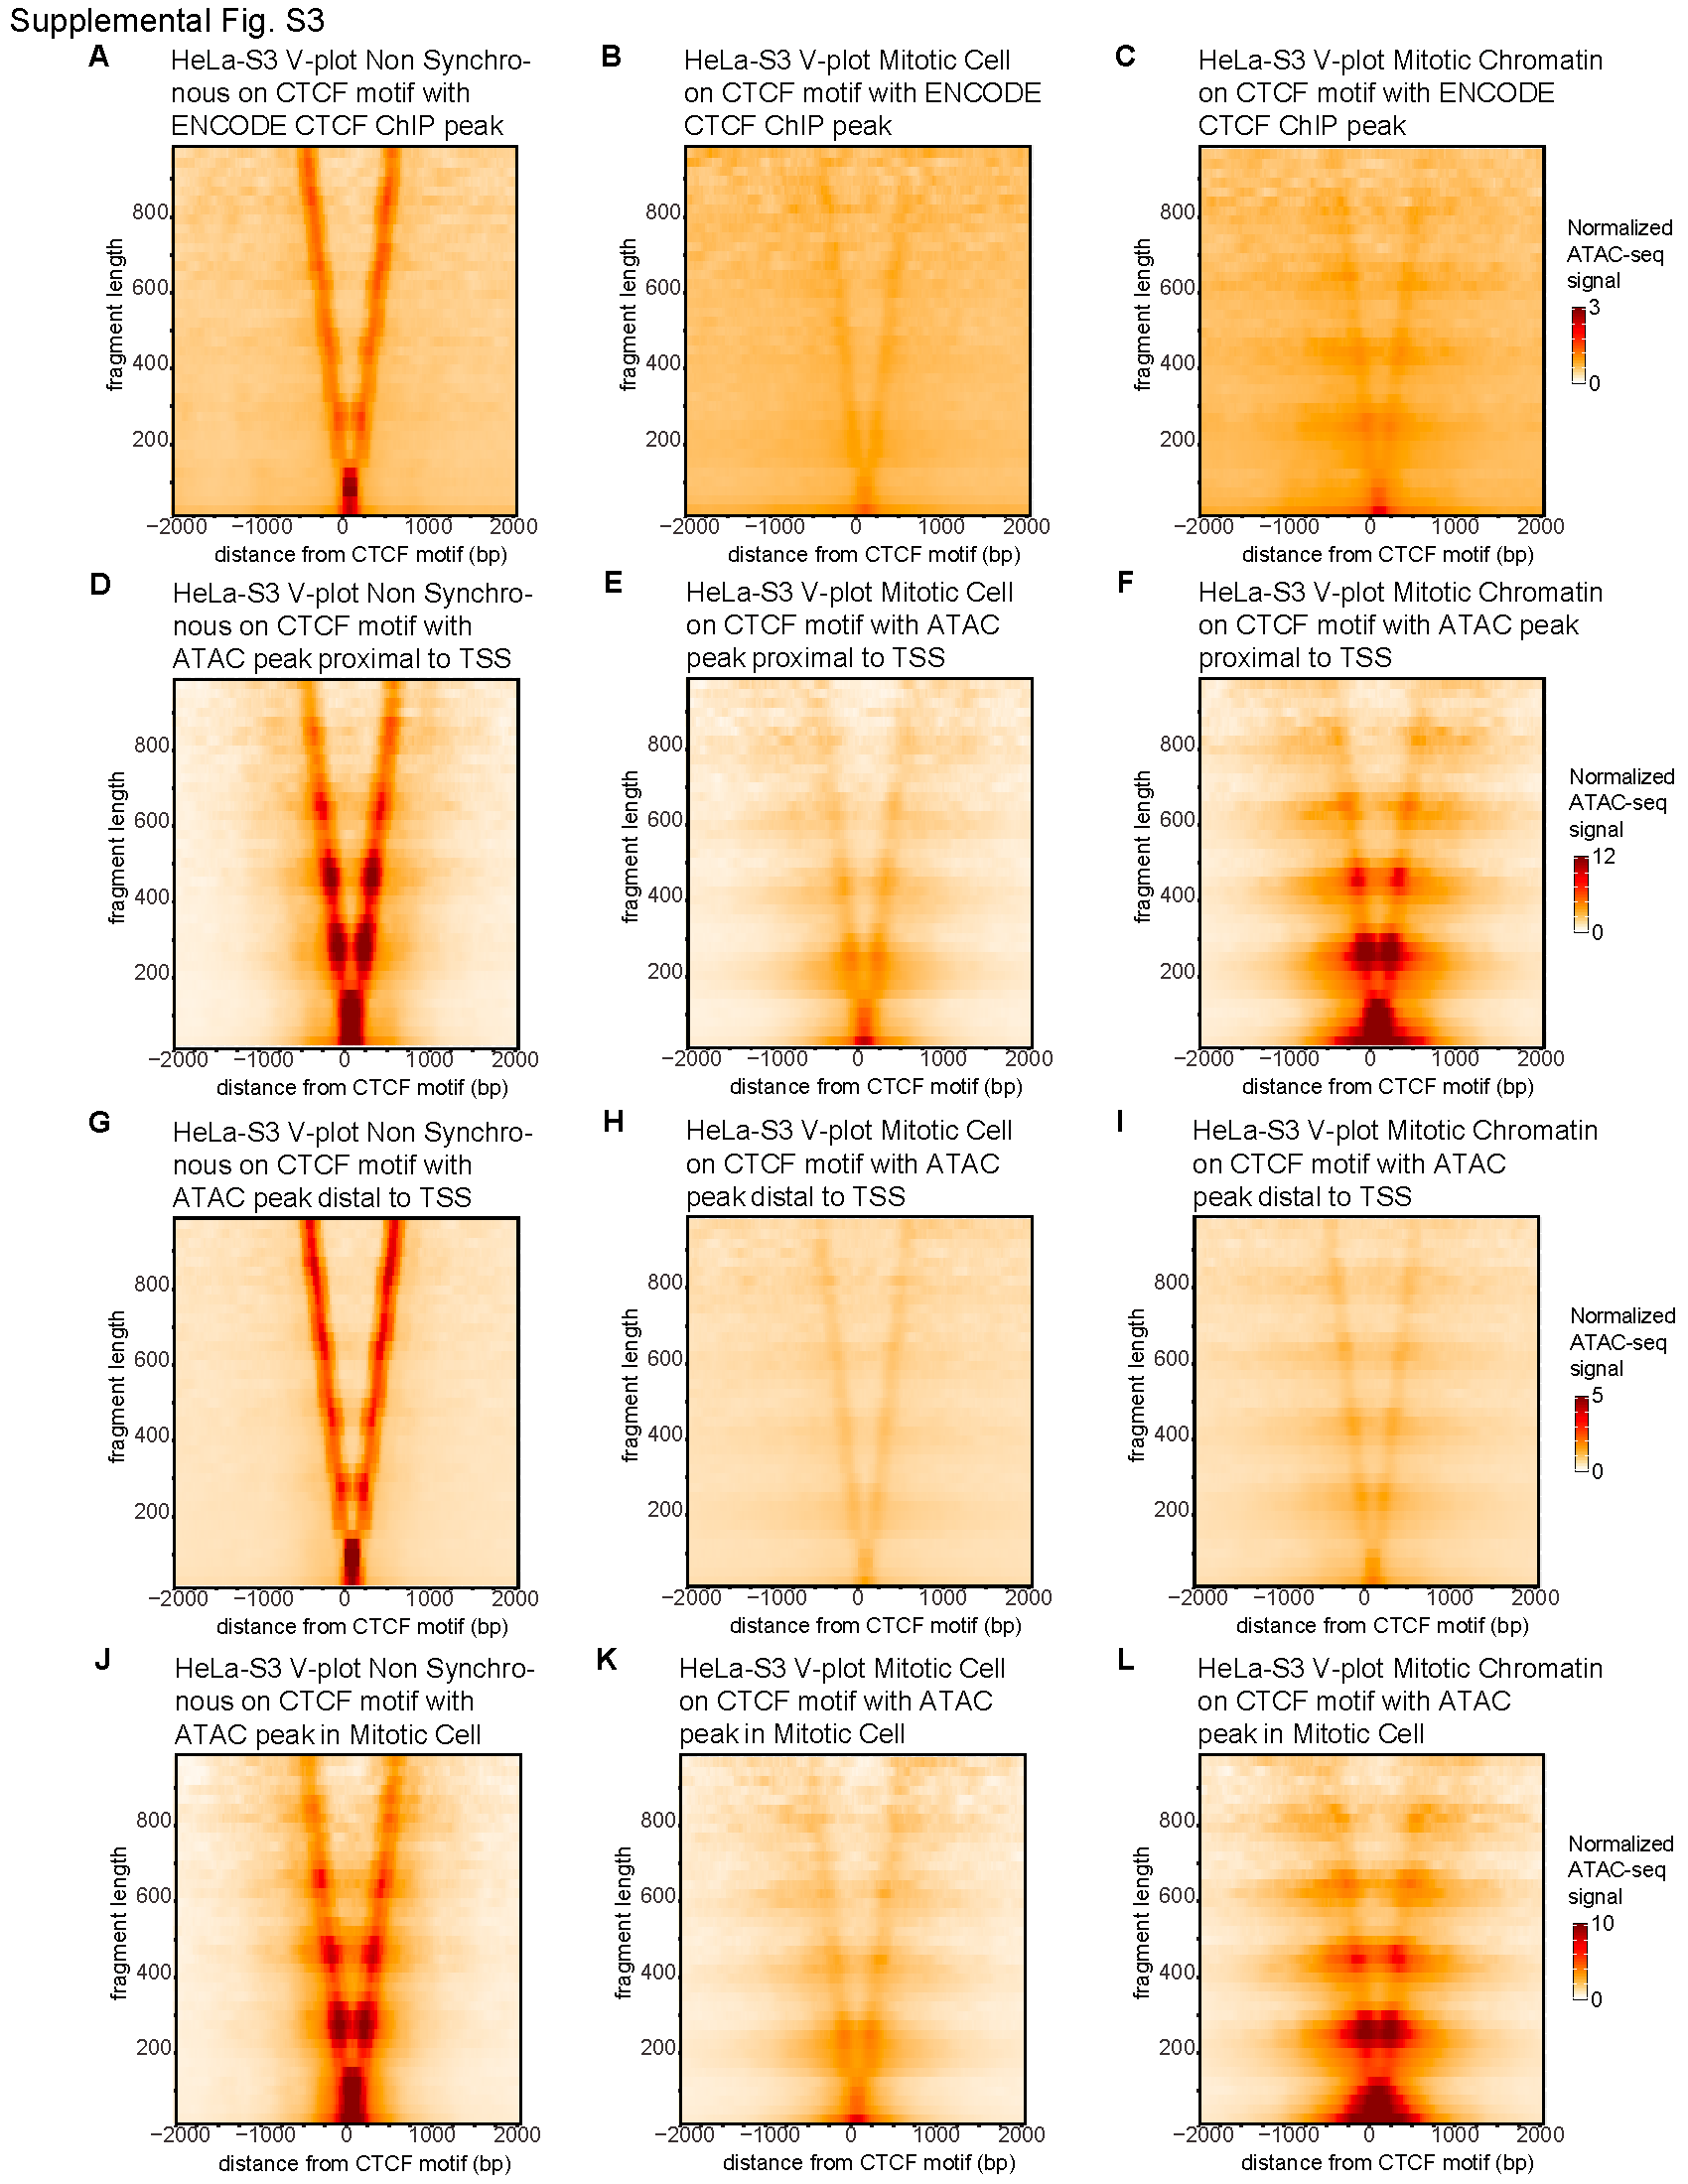 Supplemental Fig. S3
A
HeLa-S3 V-plot Non Synchro-
nous on CTCF motif with
ENCODE CTCF ChIP peak
800
600
400
200
fragment length
−2000 −1000 0 1000 2000
distance from CTCF motif (bp)
B
HeLa-S3 V-plot Mitotic Cell
on CTCF motif with ENCODE
CTCF ChIP peak
800
600
400
200
fragment length
−2000 −1000 0 1000 2000
distance from CTCF motif (bp)
C
HeLa-S3 V-plot Mitotic Chromatin
on CTCF motif with ENCODE
CTCF ChIP peak
800
600
400
200
fragment length
−2000 −1000 0 1000 2000
distance from CTCF motif (bp)
Normalized
ATAC-seq
signal
3
0
D
HeLa-S3 V-plot Non Synchro-
nous on CTCF motif with
ATAC peak proximal to TSS
800
600
400
200
fragment length
−2000 −1000 0 1000 2000
distance from CTCF motif (bp)
E
HeLa-S3 V-plot Mitotic Cell
on CTCF motif with ATAC
peak proximal to TSS
800
600
400
200
fragment length
−2000 −1000 0 1000 2000
distance from CTCF motif (bp)
F
HeLa-S3 V-plot Mitotic Chromatin
on CTCF motif with ATAC peak
proximal to TSS
800
600
400
200
fragment length
−2000 −1000 0 1000 2000
distance from CTCF motif (bp)
Normalized
ATAC-seq
signal
12
0
G
HeLa-S3 V-plot Non Synchro-
nous on CTCF motif with
ATAC peak distal to TSS
800
600
400
200
fragment length
−2000 −1000 0 1000 2000
distance from CTCF motif (bp)
H
HeLa-S3 V-plot Mitotic Cell
on CTCF motif with ATAC
peak distal to TSS
800
600
400
200
fragment length
−2000 −1000 0 1000 2000
distance from CTCF motif (bp)
I
HeLa-S3 V-plot Mitotic Chromatin
on CTCF motif with ATAC
peak distal to TSS
800
600
400
200
fragment length
−2000 −1000 0 1000 2000
distance from CTCF motif (bp)
Normalized
ATAC-seq
signal
5
0
J
HeLa-S3 V-plot Non Synchro-
nous on CTCF motif with
ATAC peak in Mitotic Cell
800
600
400
200
fragment length
−2000 −1000 0 1000 2000
distance from CTCF motif (bp)
K
HeLa-S3 V-plot Mitotic Cell
on CTCF motif with ATAC
peak in Mitotic Cell
800
600
400
200
fragment length
−2000 −1000 0 1000 2000
distance from CTCF motif (bp)
L
HeLa-S3 V-plot Mitotic Chromatin
on CTCF motif with ATAC
peak in Mitotic Cell
800
600
400
200
fragment length
−2000 −1000 0 1000 2000
distance from CTCF motif (bp)
Normalized
ATAC-seq
signal
10
0